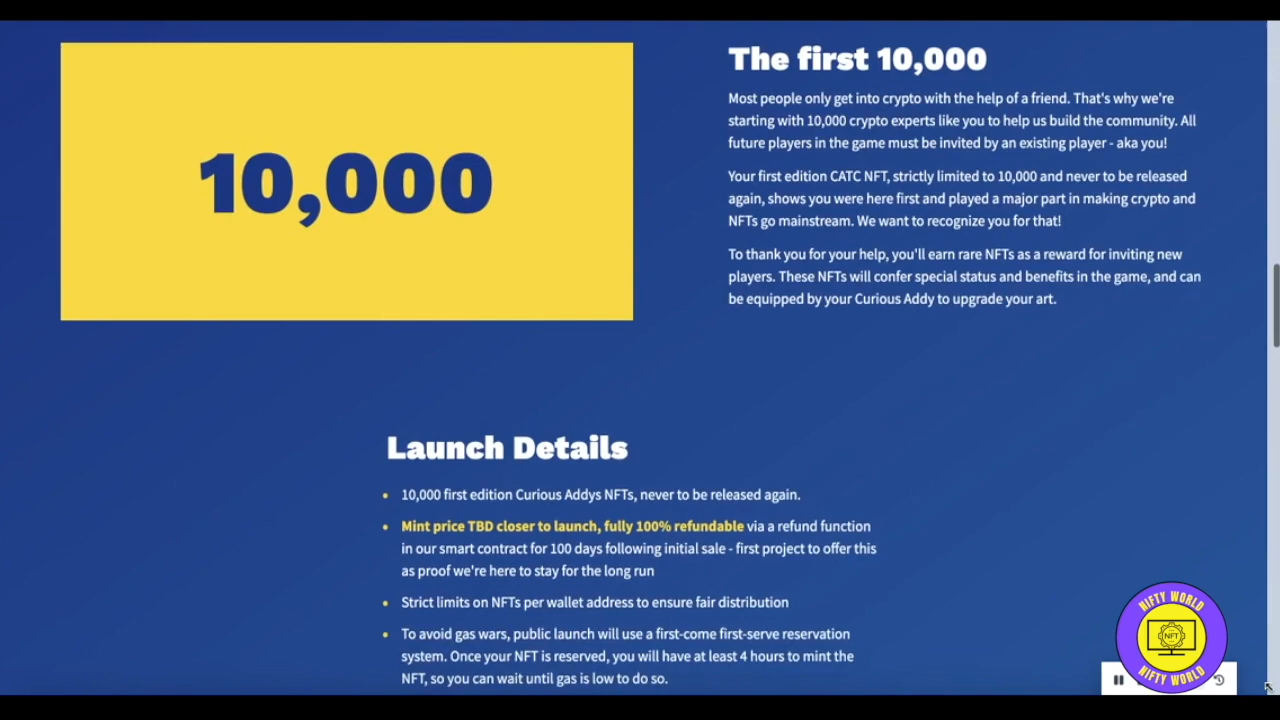 10,000
The first 10,000
Most people only get into crypto with the help of a friend. That's why we're
starting with 10,000 crypto experts like you to help us build the community. All
future players in the game must be invited by an existing player - aka you!
Your first edition CATC NFT, strictly limited to 10,000 and never to be released
again, shows you were here first and played a major part in making crypto and
NFTs go mainstream. We want to recognize you for that!
To thank you for your help, you'll earn rare NFTs as a reward for inviting new
players. These NFTs will confer special status and benefits in the game, and can
be equipped by your Curious Addy to upgrade your art.
Launch Details
10,000 first edition Curious Addys NFTs, never to be released again.
Mint price TBD closer to launch, fully 100% refundable via a refund function
in our smart contract for 100 days following initial sale - first project to offer this
as proof we're here to stay for the long run
Strict limits on NFTs per wallet address to ensure fair distribution
To avoid gas wars, public launch will use a first-come first-serve reservation
system. Once your NFT is reserved, you will have at least 4 hours to mint the
NFT, so you can wait until gas is low to do so.
NIFTY WORLD
NFT
NIFTY WORLD